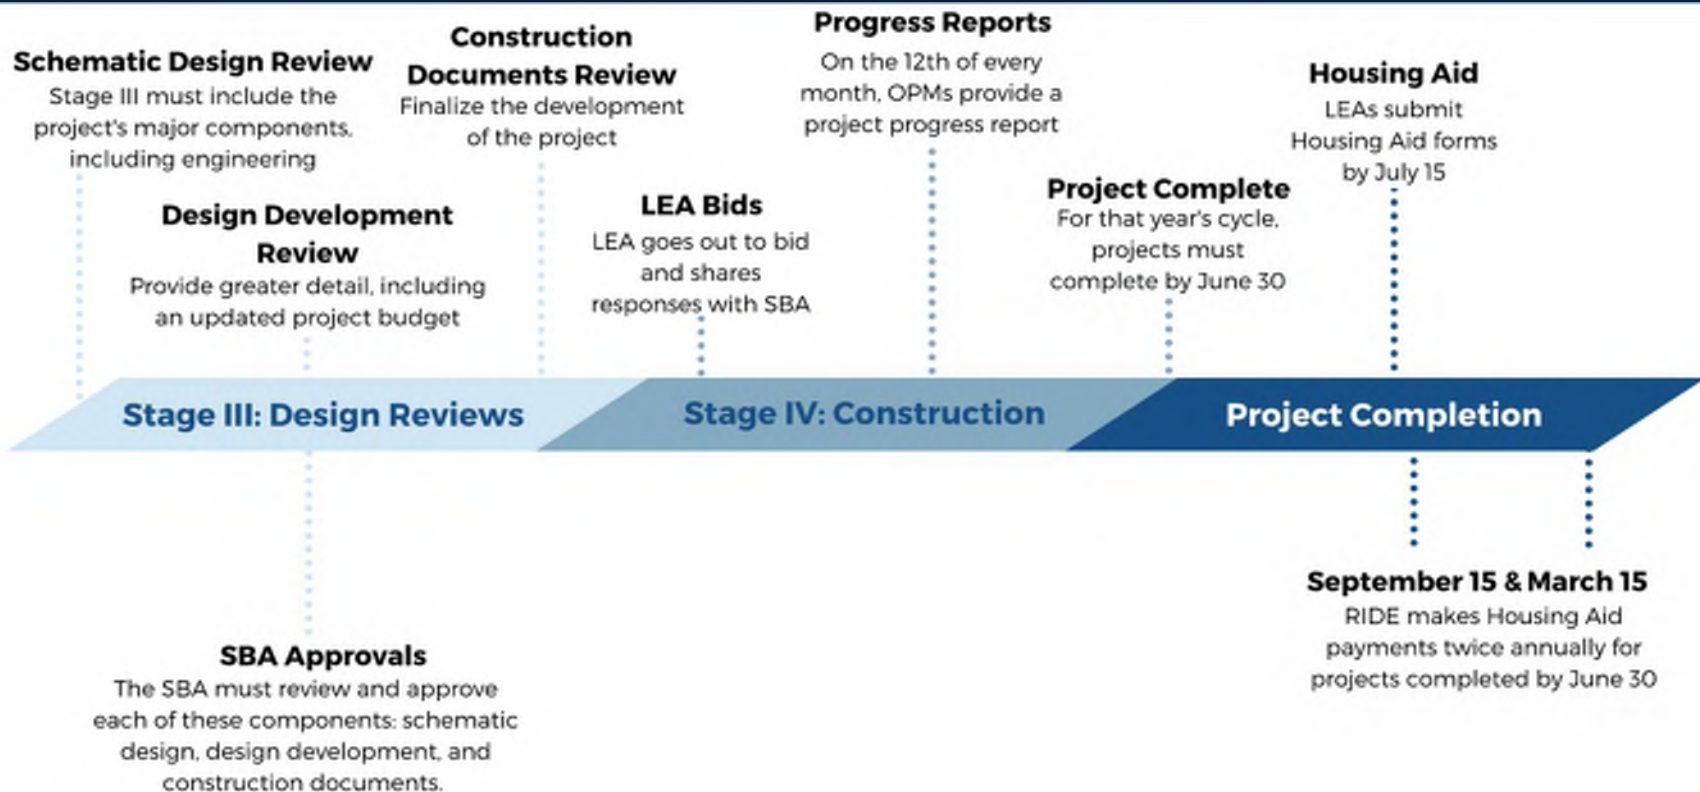 Schematic Design Review
Stage III must include the
project's major components,
including engineering
Design Development
Review
Provide greater detail, including
an updated project budget
Construction
Documents Review
Finalize the development
of the project
LEA Bids
LEA goes out to bid
and shares
responses with SBA
Progress Reports
On the 12th of every
month, OPMs provide a
project progress report
Project Complete
For that year's cycle,
projects must
complete by June 30
Housing Aid
LEAs submit
Housing Aid forms
by July 15
Stage III: Design Reviews
Stage IV: Construction
Project Completion
SBA Approvals
The SBA must review and approve
each of these components: schematic
design, design development, and
construction documents.
September 15 & March 15
RIDE makes Housing Aid
payments twice annually for
projects completed by June 30